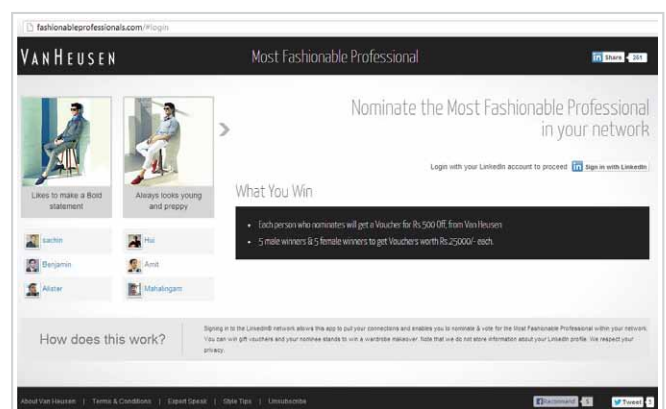 fashionableprofessionals.com/#login
VANHEUSEN
Most Fashionable Professional
in Share 261
Nominate the Most Fashionable Professional
in your network
Login with your LinkedIn account to proceed in Sign in with LinkedIn
Likes to make a Bold
statement
Always looks young
and preppy
What You Win
• Each person who nominates will get a Voucher for Rs.500 Off, from Van Heusen
• 5 male winners & 5 female winners to get Vouchers worth Rs.25000/- each.
sachin
Hui
Benjamin
Amit
Alister
Mahalingam
How does this work?
Signing in to the LinkedIn® network allows this app to pull your connections and enables you to nominate & vote for the Most Fashionable Professional within your network.
You can win gift vouchers and your nominee stands to win a wardrobe makeover. Note that we do not store information about your LinkedIn profile. We respect your
privacy.
About Van Heusen | Terms & Conditions | Expert Speak | Style Tips | Unsubscribe
Recommend
Tweet